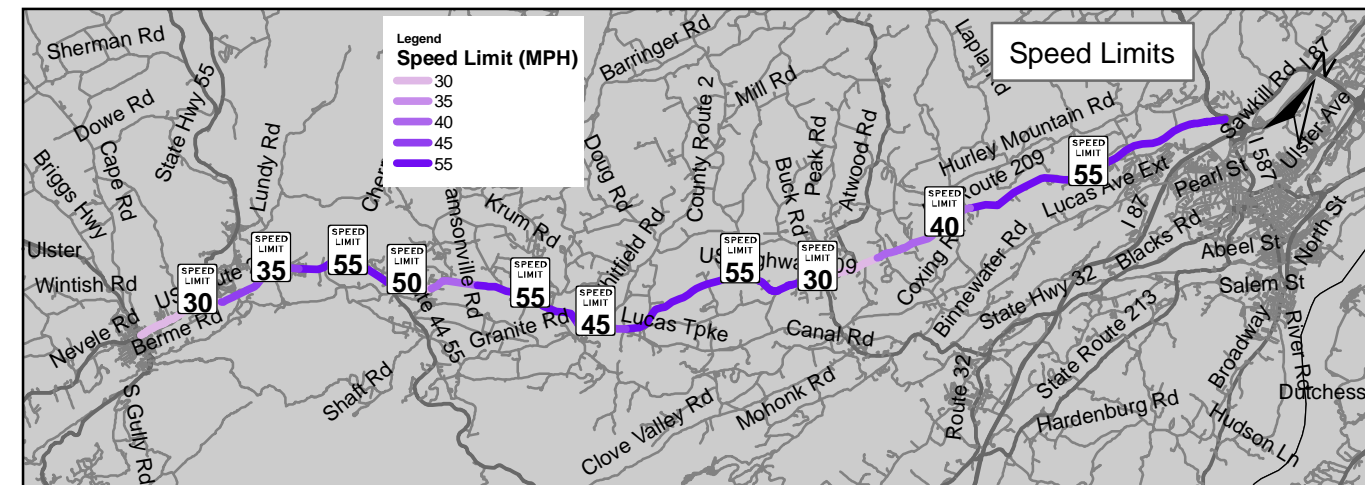 Sherman Rd
Dowe Rd
Cape Rd
Briggs Hwy
State Hwy 55
Lundy Rd
Ulster
Wintish Rd
Nevele Rd
Berme Rd
S Gully Rd
Shaft Rd
Legend
Speed Limit (MPH)
30
35
40
45
55
Speed Limits
Barringer Rd
Mill Rd
County Route 2
Doug Rd
Krum Rd
Buck Rd
Peak Rd
Atwood Rd
Hurley Mountain Rd
Route 209
Lucas Ave Ext
Sawkill Rd
I 87
Ulster Ave
I 587
Pearl St
I 87
Blacks Rd
Abeel St
North St
Salem St
Coxing R
Binnewater Rd
State Hwy 32
State Route 213
Broadway
River Rd
Dutchess
Granite Rd
Lucas Tpke
Canal Rd
44 55
Clove Valley Rd
Mohonk Rd
Route 32
Hardenburg Rd
Hudson Ln
SPEED
LIMIT
30
SPEED
LIMIT
35
SPEED
LIMIT
55
SPEED
LIMIT
50
SPEED
LIMIT
55
SPEED
LIMIT
45
SPEED
LIMIT
55
SPEED
LIMIT
30
SPEED
LIMIT
40
SPEED
LIMIT
55